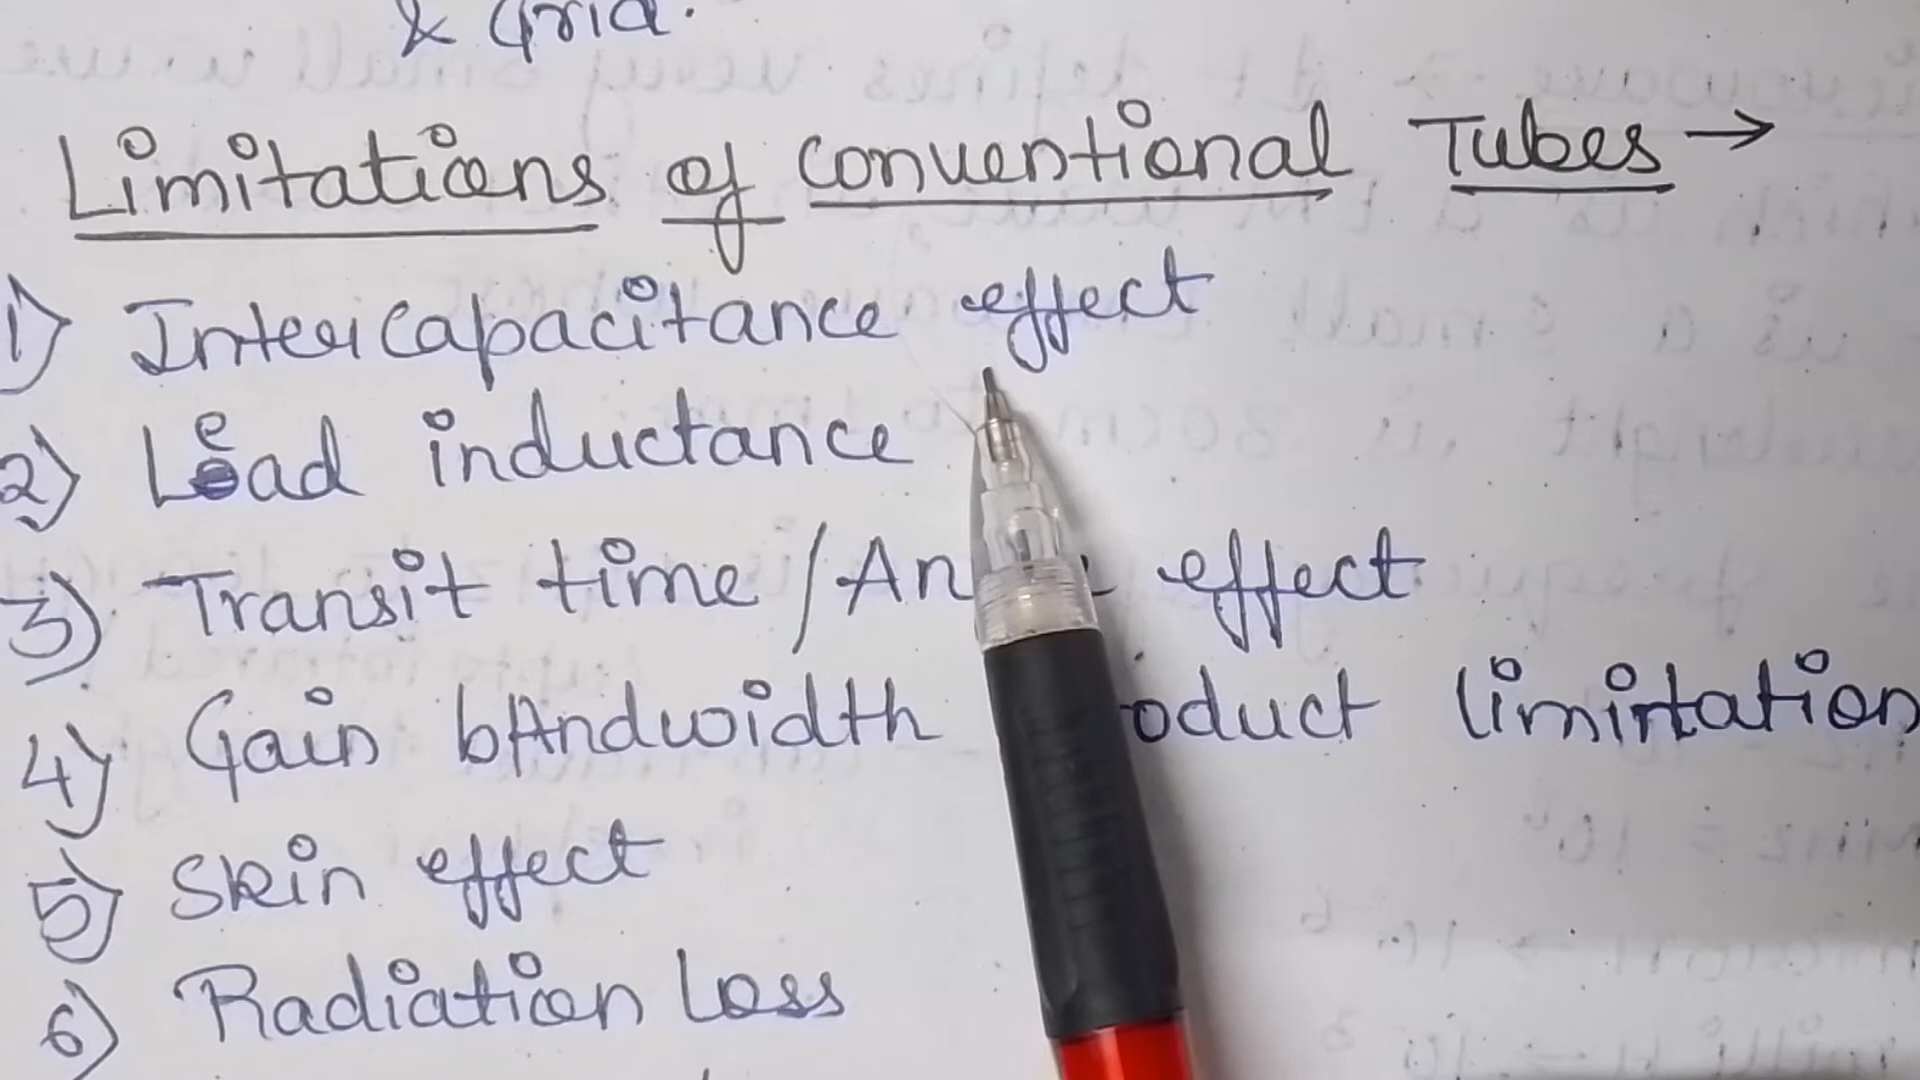 & Grid.
Limitations of conventional Tubes →
1) Intercapacitance effect
2) Lead inductance
3) Transit time / An effect
4) Gain bAndwidth oduct limitation
5) Skin effect
6) Radiation Loss